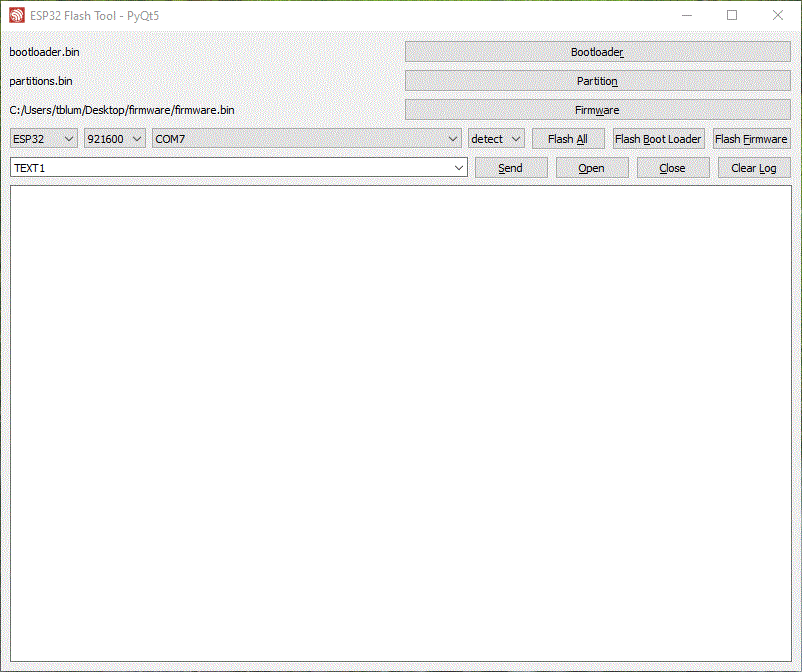 ESP32 Flash Tool - PyQt5
bootloader.bin Bootloader
partitions.bin Partition
C:/Users/tblum/Desktop/firmware/firmware.bin Firmware
ESP32 921600 COM7 detect Flash All Flash Boot Loader Flash Firmware
TEXT1 Send Open Close Clear Log